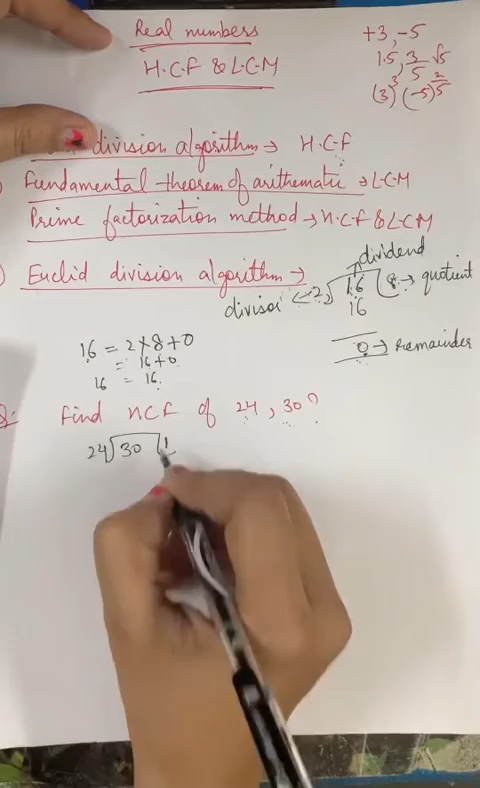 Real numbers
H.C.F & L.C.M
+3, -5
1.5, 3/5 √5
(3)³ (-5)^2/5
division algorithm → H.C.F
Fundamental theorem of arithematic → L.C.M
Prime factorization method → H.C.F & L.C.M
) Euclid division algorithm →
dividend
divisor ← 2) 16 (8 → quotient
16
0 → remainder
16 = 2×8+0
= 16+0
16 = 16
Q: Find HCF of 24, 30?
24) 30 (1